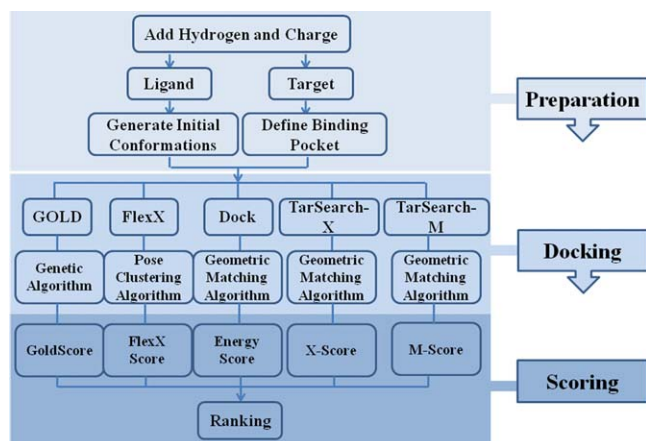 Add Hydrogen and Charge
Ligand
Target
Generate Initial
Conformations
Define Binding
Pocket
Preparation
GOLD
FlexX
Dock
TarSearch-
X
TarSearch-
M
Genetic
Algorithm
Pose
Clustering
Algorithm
Geometric
Matching
Algorithm
Geometric
Matching
Algorithm
Geometric
Matching
Algorithm
Docking
GoldScore
FlexX
Score
Energy
Score
X-Score
M-Score
Scoring
Ranking